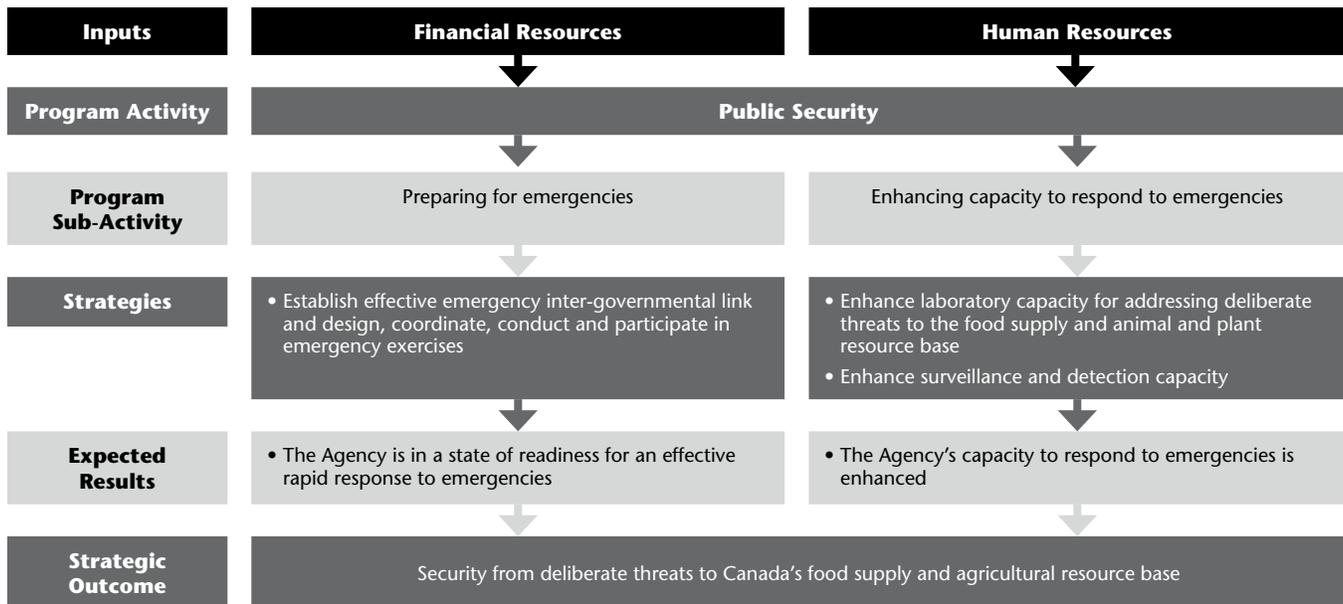 Inputs
Financial Resources
Human Resources
Program Activity
Public Security
Program
Sub-Activity
Preparing for emergencies
Enhancing capacity to respond to emergencies
Strategies
• Establish effective emergency inter-governmental link
and design, coordinate, conduct and participate in
emergency exercises
• Enhance laboratory capacity for addressing deliberate
threats to the food supply and animal and plant
resource base
• Enhance surveillance and detection capacity
Expected
Results
• The Agency is in a state of readiness for an effective
rapid response to emergencies
• The Agency’s capacity to respond to emergencies is
enhanced
Strategic
Outcome
Security from deliberate threats to Canada’s food supply and agricultural resource base